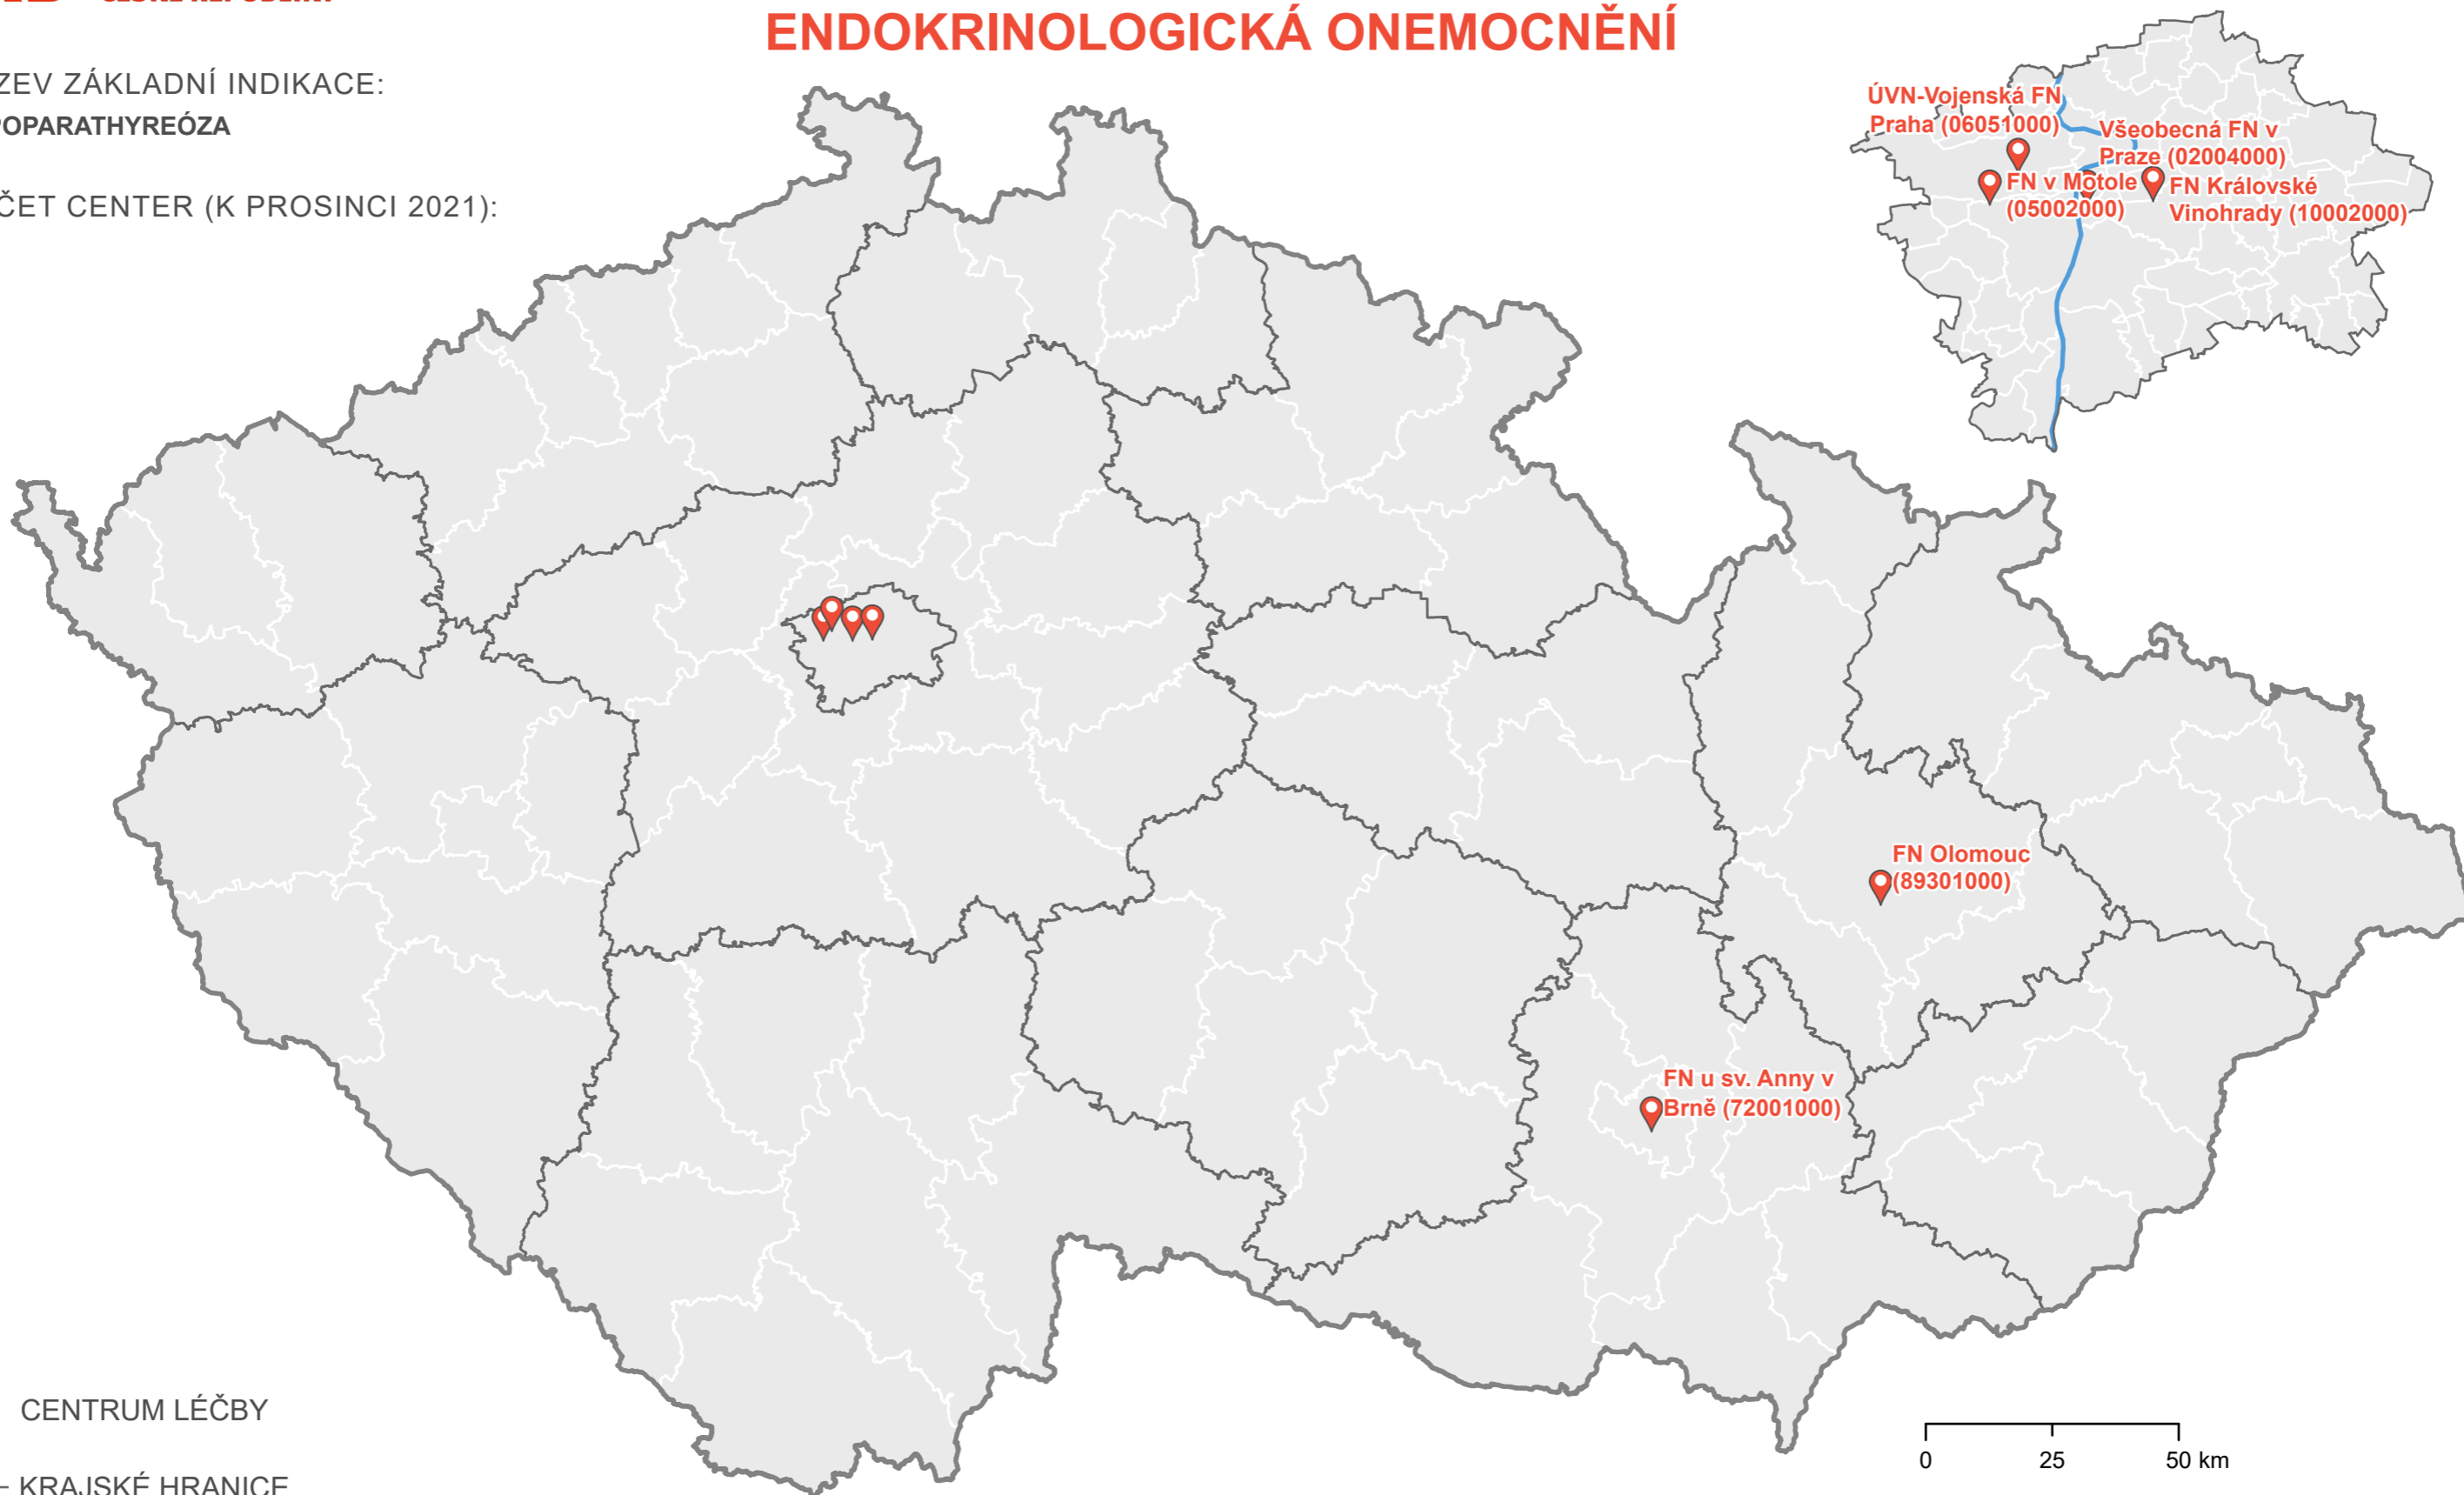 ENDOKRINOLOGICKÁ ONEMOCNĚNÍ
ZEV ZÁKLADNÍ INDIKACE:
POPARATHYREÓZA
ČET CENTER (K PROSINCI 2021):
ÚVN-Vojenská FN
Praha (06051000)
Všeobecná FN v
Praze (02004000)
FN v Motole
(05002000)
FN Královské
Vinohrady (10002000)
FN Olomouc
(89301000)
FN u sv. Anny v
Brně (72001000)
CENTRUM LÉČBY
KRAJSKÉ HRANICE
0 25 50 km